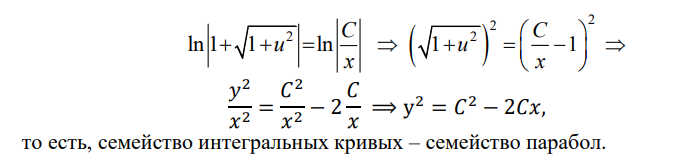 ln|1+√(1+u²)|=ln|C/x| ⇒ (√(1+u²))² = (C/x −1)² ⇒
y²/x² = C²/x² − 2 C/x ⟹ y² = C² − 2Cx,
то есть, семейство интегральных кривых – семейство парабол.